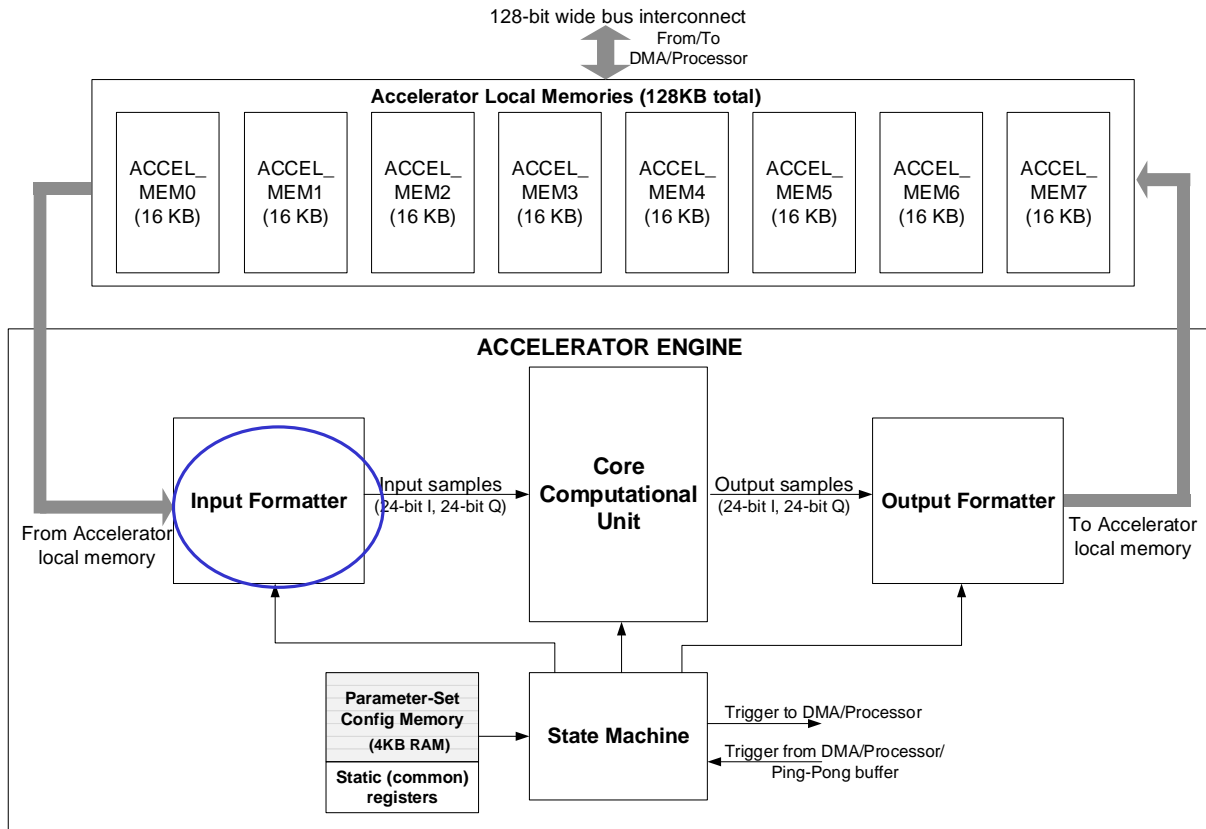 128-bit wide bus interconnect
From/To
DMA/Processor
Accelerator Local Memories (128KB total)
ACCEL_
MEM0
(16 KB)
ACCEL_
MEM1
(16 KB)
ACCEL_
MEM2
(16 KB)
ACCEL_
MEM3
(16 KB)
ACCEL_
MEM4
(16 KB)
ACCEL_
MEM5
(16 KB)
ACCEL_
MEM6
(16 KB)
ACCEL_
MEM7
(16 KB)
ACCELERATOR ENGINE
Input Formatter
Input samples
(24-bit I, 24-bit Q)
Core
Computational
Unit
Output samples
(24-bit I, 24-bit Q)
Output Formatter
From Accelerator
local memory
To Accelerator
local memory
Parameter-Set
Config Memory
(4KB RAM)
Static (common)
registers
State Machine
Trigger to DMA/Processor
Trigger from DMA/Processor/
Ping-Pong buffer